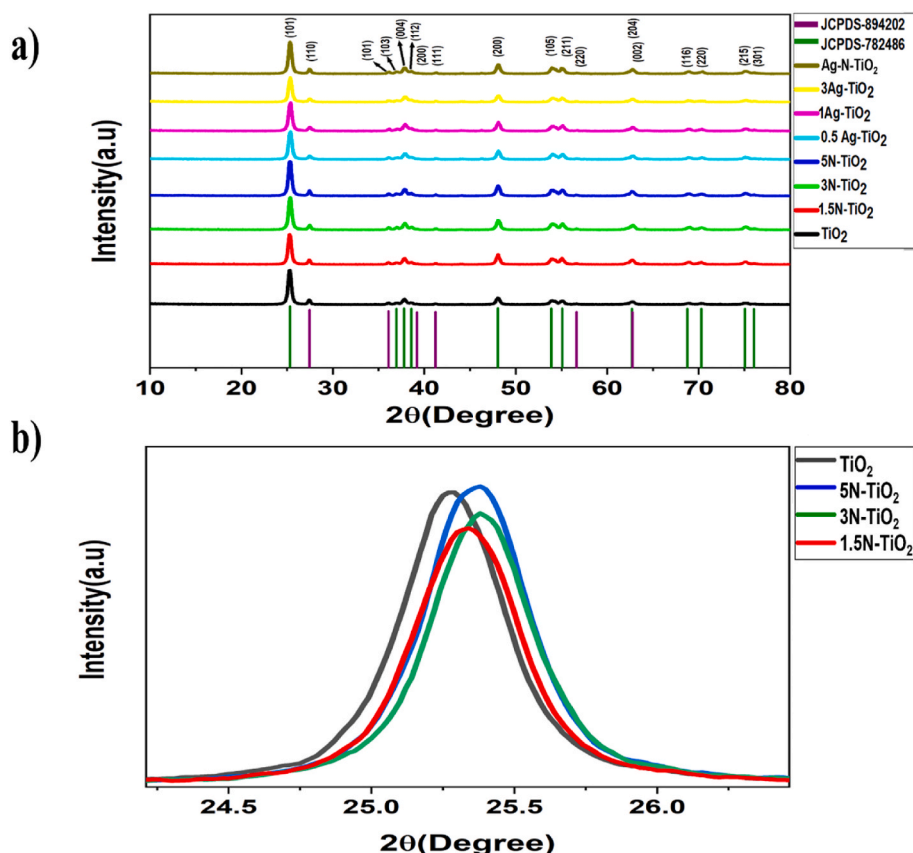 a)
Intensity(a.u)
(101)
(110)
(101)
(103)
(004)
(112)
(200)
(111)
(200)
(105)
(211)
(220)
(204)
(002)
(116)
(220)
(215)
(301)
JCPDS-894202
JCPDS-782486
Ag-N-TiO₂
3Ag-TiO₂
1Ag-TiO₂
0.5 Ag-TiO₂
5N-TiO₂
3N-TiO₂
1.5N-TiO₂
TiO₂
10 20 30 40 50 60 70 80
2θ(Degree)
b)
Intensity(a.u)
TiO₂
5N-TiO₂
3N-TiO₂
1.5N-TiO₂
24.5 25.0 25.5 26.0
2θ(Degree)